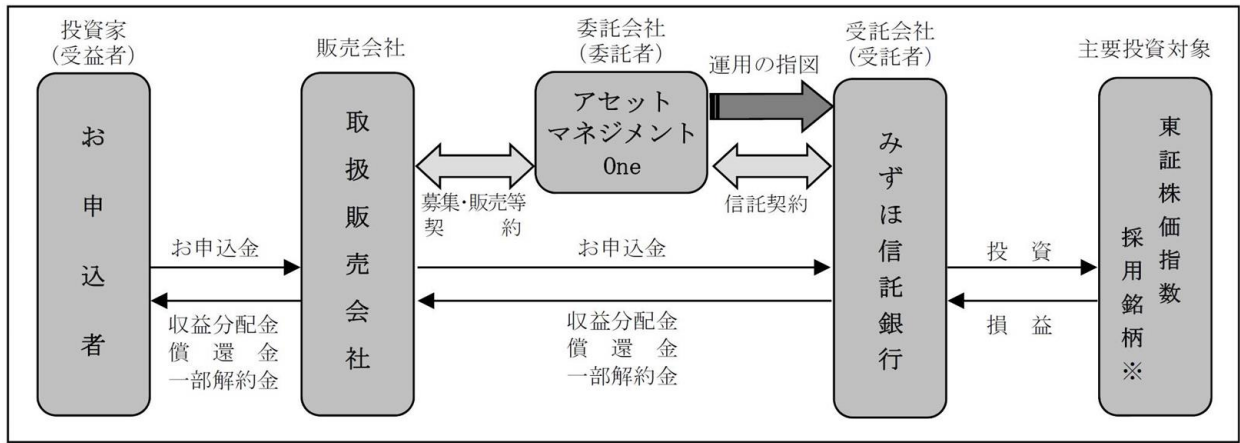 投資家
(受益者)
お申込者
お申込金
収益分配金
償還金
一部解約金
販売会社
取扱販売会社
募集・販売等
契約
委託会社
(委託者)
アセット
マネジメント
One
運用の指図
信託契約
お申込金
収益分配金
償還金
一部解約金
受託会社
(受託者)
みずほ信託銀行
投資
損益
主要投資対象
東証株価指数
採用銘柄※